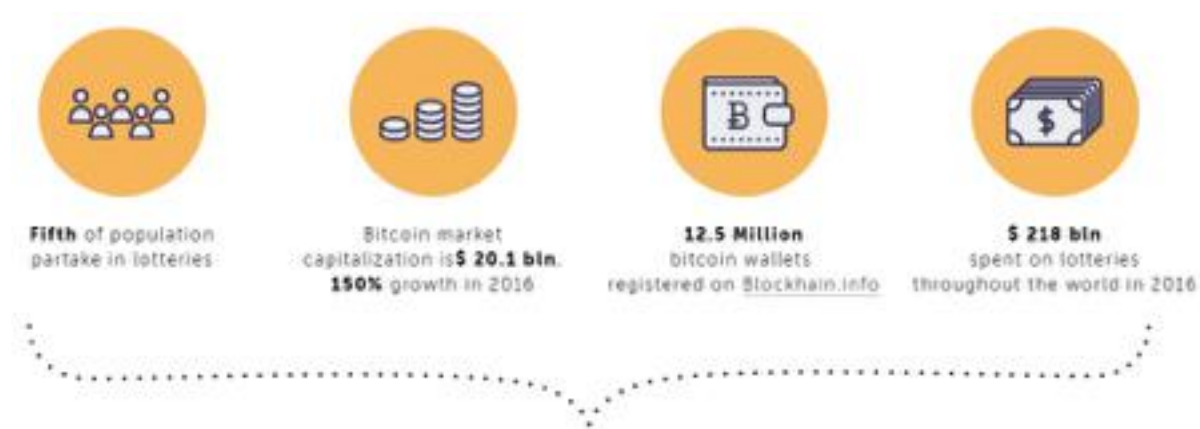 Fifth of population
partake in lotteries
Bitcoin market
capitalization is $ 20.1 bln.
150% growth in 2016
12.5 Million
bitcoin wallets
registered on Blockhain.info
$ 218 bln
spent on lotteries
throughout the world in 2016